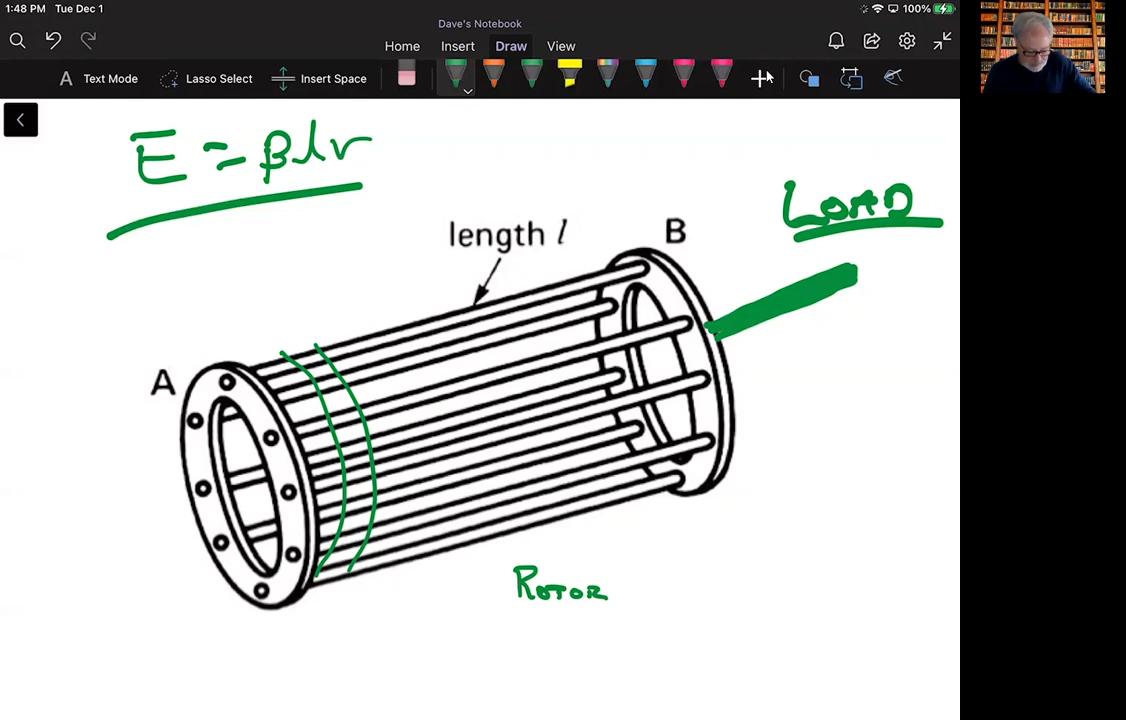 1:48 PM Tue Dec 1
100%
Dave's Notebook
Home Insert Draw View
Text Mode Lasso Select Insert Space
E = βlv
LOAD
length l
B
A
ROTOR